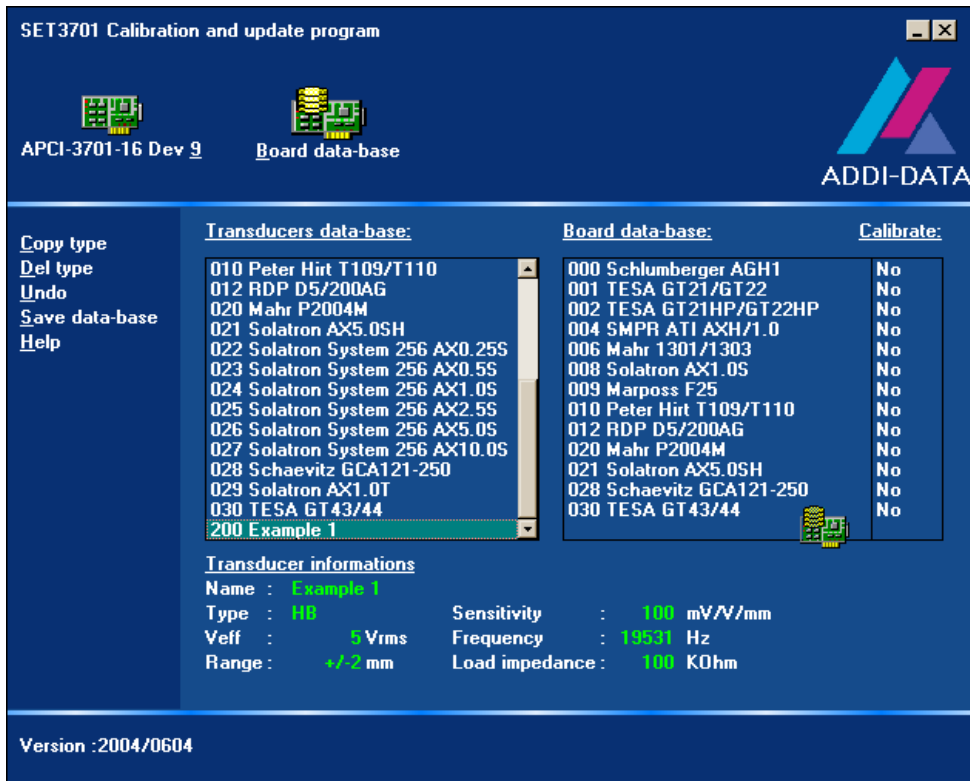 SET3701 Calibration and update program
APCI-3701-16 Dev 9
Board data-base
ADDI-DATA
Copy type
Del type
Undo
Save data-base
Help
Transducers data-base:
010 Peter Hirt T109/T110
012 RDP D5/200AG
020 Mahr P2004M
021 Solatron AX5.0SH
022 Solatron System 256 AX0.25S
023 Solatron System 256 AX0.5S
024 Solatron System 256 AX1.0S
025 Solatron System 256 AX2.5S
026 Solatron System 256 AX5.0S
027 Solatron System 256 AX10.0S
028 Schaevitz GCA121-250
029 Solatron AX1.0T
030 TESA GT43/44
200 Example 1
Board data-base: Calibrate:
000 Schlumberger AGH1 No
001 TESA GT21/GT22 No
002 TESA GT21HP/GT22HP No
004 SMPR ATI AXH/1.0 No
006 Mahr 1301/1303 No
008 Solatron AX1.0S No
009 Marposs F25 No
010 Peter Hirt T109/T110 No
012 RDP D5/200AG No
020 Mahr P2004M No
021 Solatron AX5.0SH No
028 Schaevitz GCA121-250 No
030 TESA GT43/44 No
Transducer informations
Name : Example 1
Type : HB Sensitivity : 100 mV/V/mm
Veff : 5 Vrms Frequency : 19531 Hz
Range : +/-2 mm Load impedance : 100 KOhm
Version :2004/0604